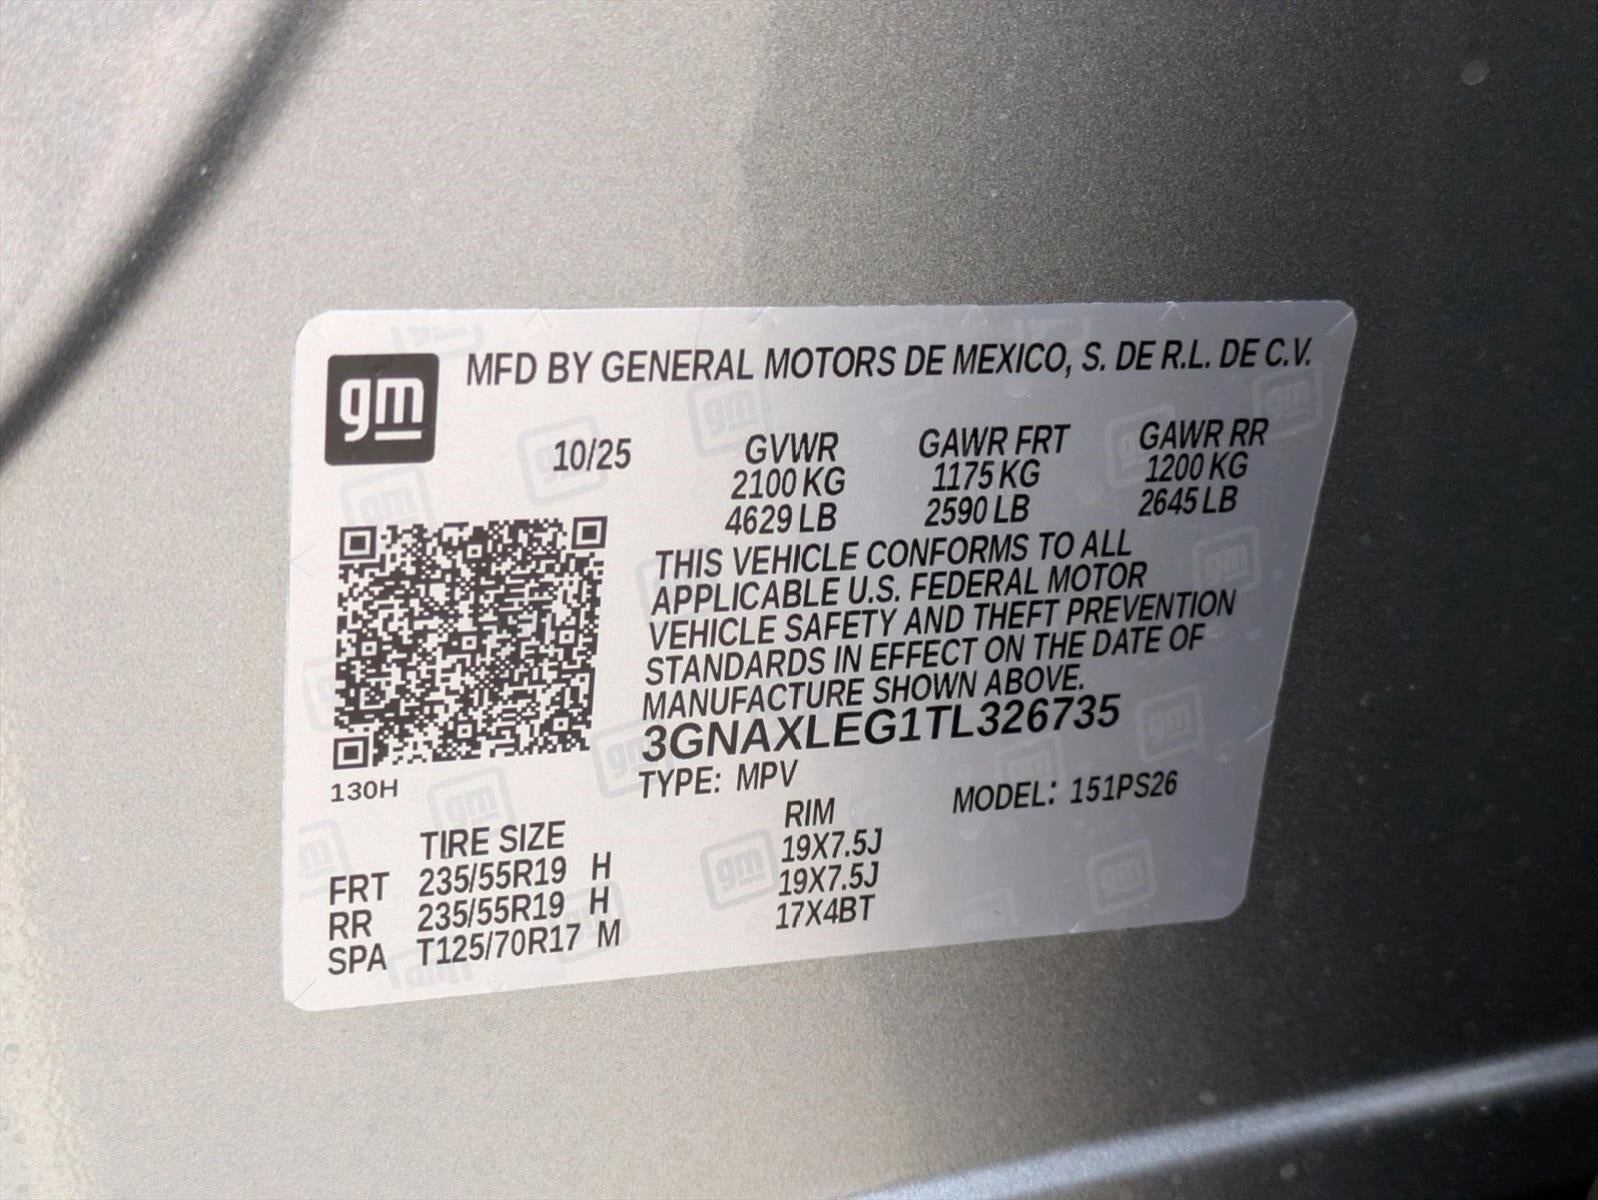 gm
MFD BY GENERAL MOTORS DE MEXICO, S. DE R.L. DE C.V.
10/25 GVWR GAWR FRT GAWR RR
2100 KG 1175 KG 1200 KG
4629 LB 2590 LB 2645 LB
THIS VEHICLE CONFORMS TO ALL
APPLICABLE U.S. FEDERAL MOTOR
VEHICLE SAFETY AND THEFT PREVENTION
STANDARDS IN EFFECT ON THE DATE OF
MANUFACTURE SHOWN ABOVE.
3GNAXLEG1TL326735
130H
TYPE: MPV MODEL: 151PS26
TIRE SIZE RIM
FRT 235/55R19 H 19X7.5J
RR 235/55R19 H 19X7.5J
SPA T125/70R17 M 17X4BT